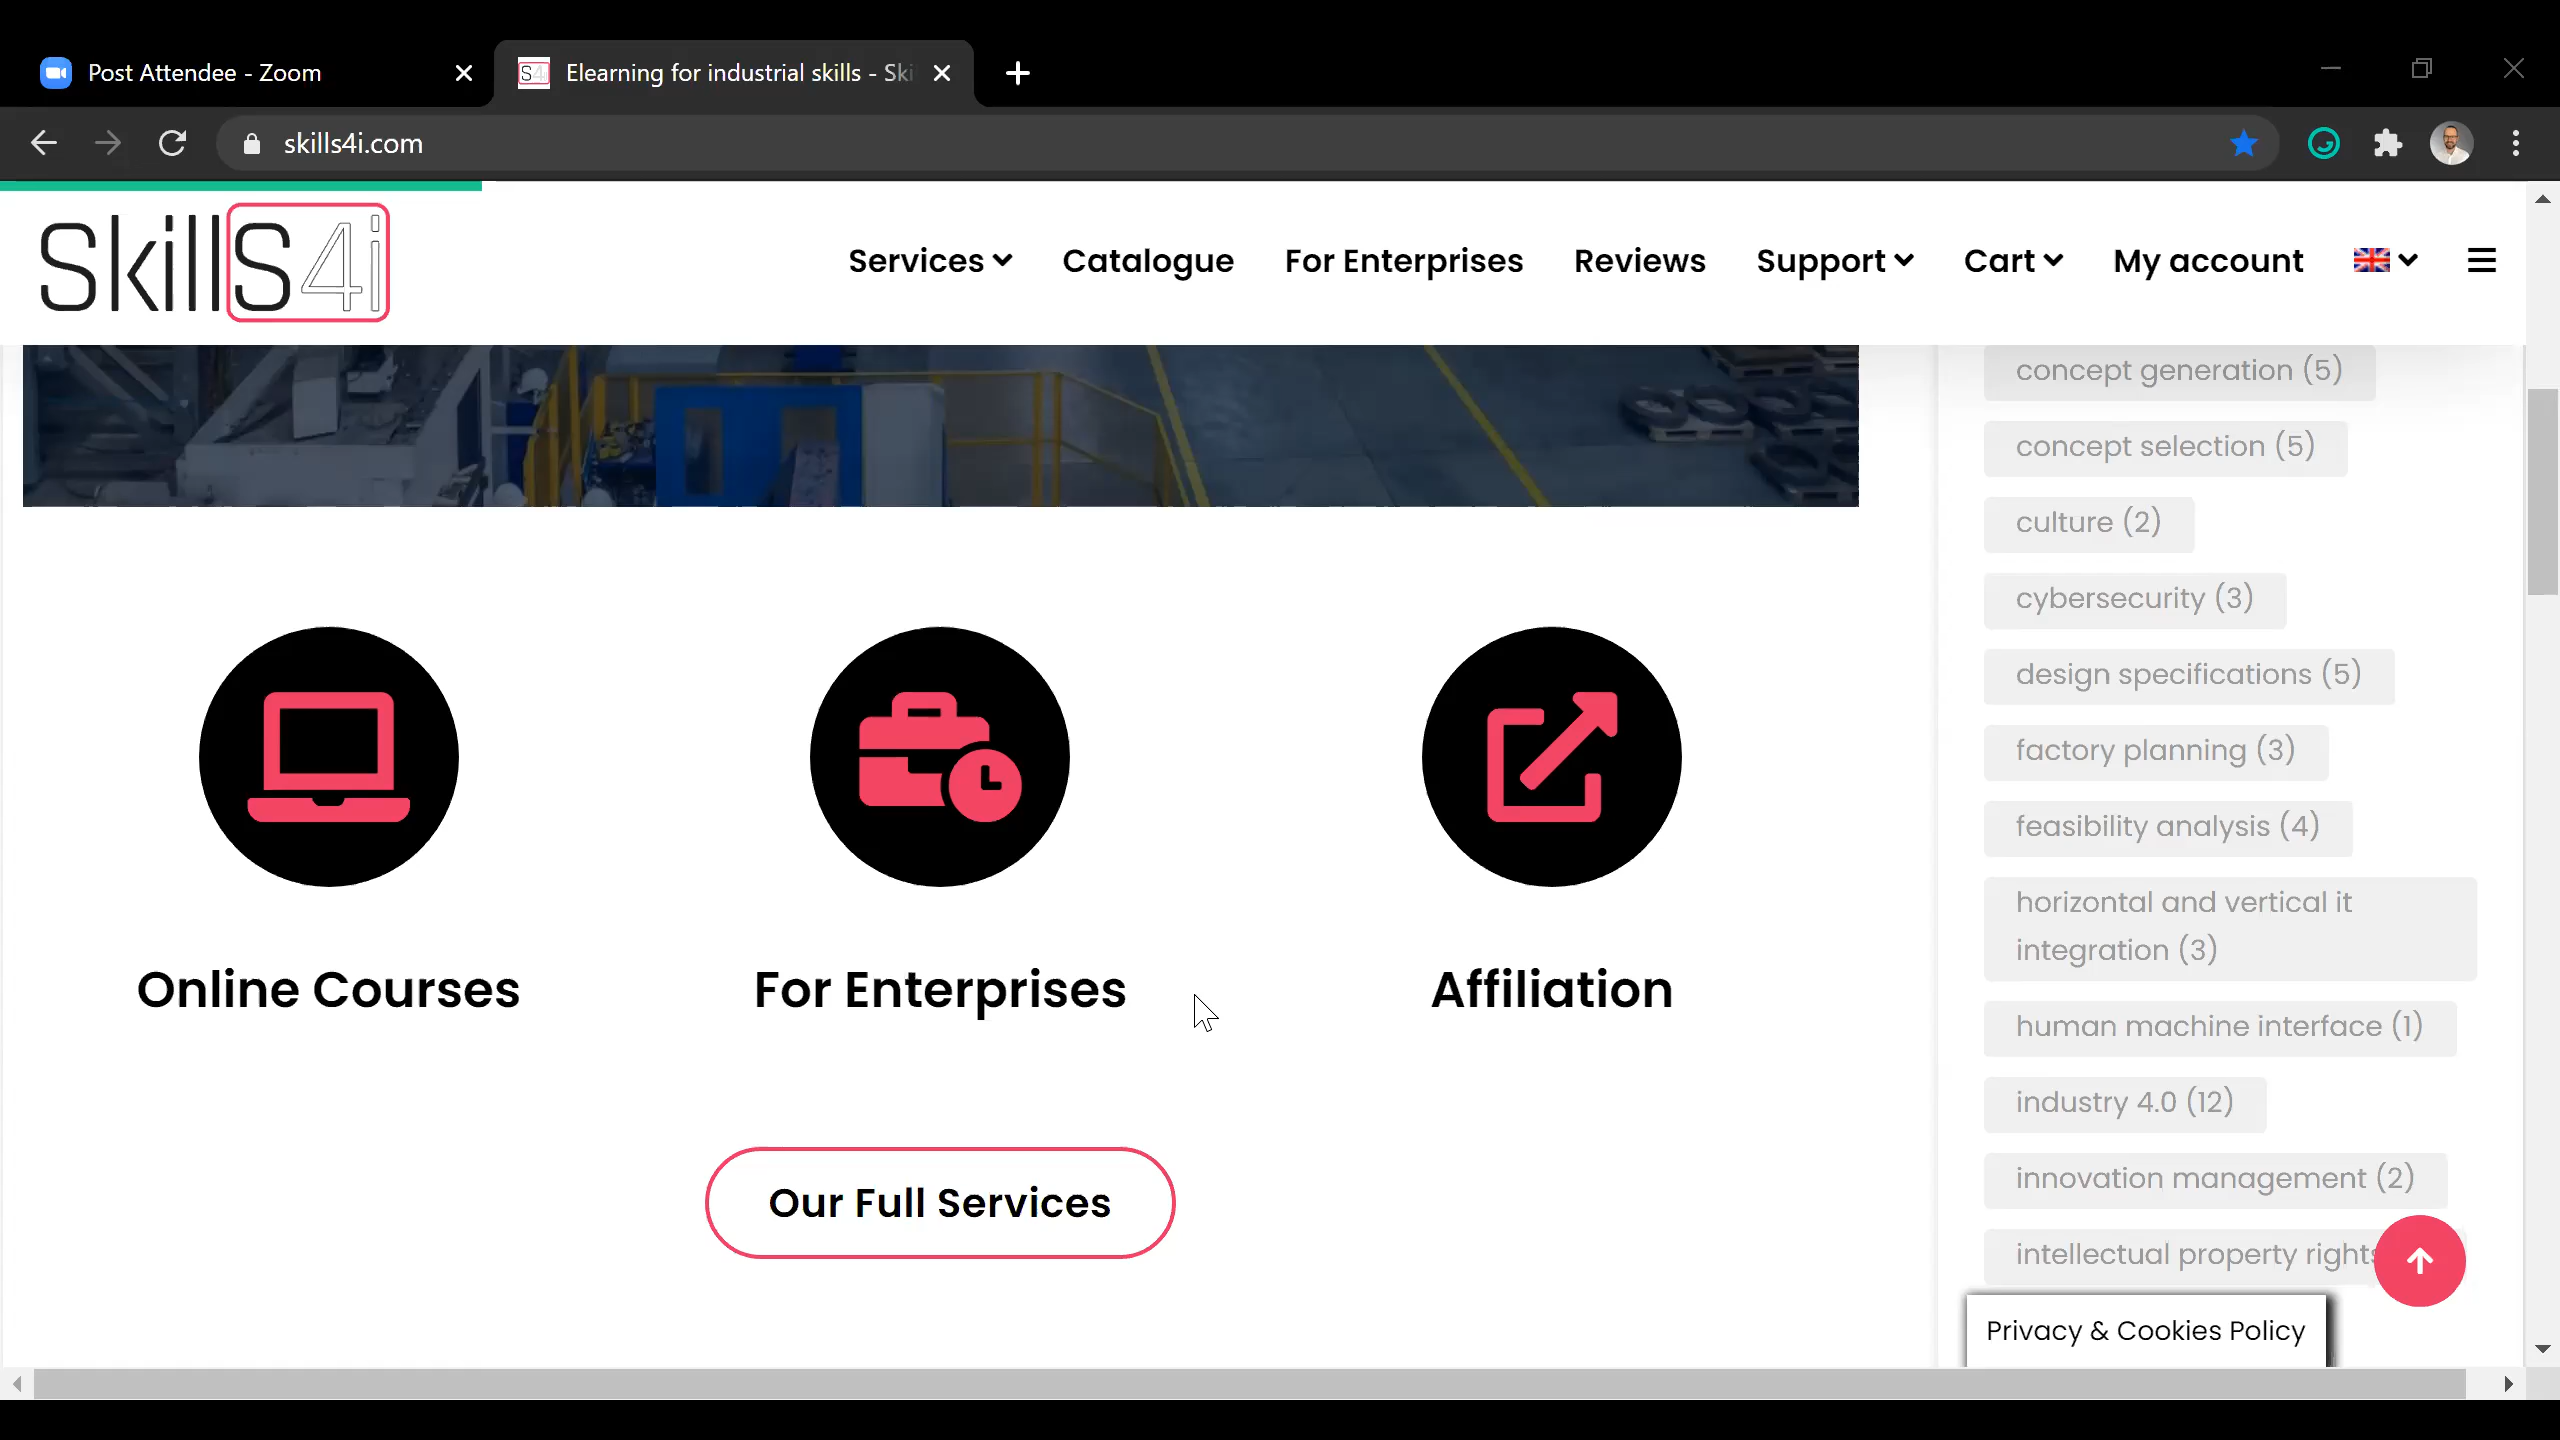 Post Attendee - Zoom
Elearning for industrial skills - Ski
skills4i.com
SkillS4i
Services
Catalogue
For Enterprises
Reviews
Support
Cart
My account
concept generation (5)
concept selection (5)
culture (2)
cybersecurity (3)
design specifications (5)
factory planning (3)
feasibility analysis (4)
horizontal and vertical it
integration (3)
human machine interface (1)
industry 4.0 (12)
innovation management (2)
intellectual property rights
Online Courses
For Enterprises
Affiliation
Our Full Services
Privacy & Cookies Policy